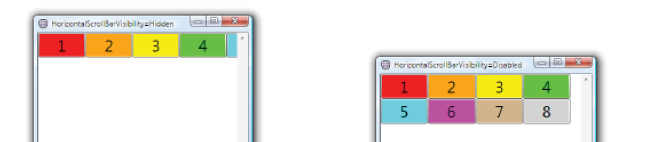 HorizontalScrollBarVisibility=Hidden
1 2 3 4
HorizontalScrollBarVisibility=Disabled
1 2 3 4
5 6 7 8